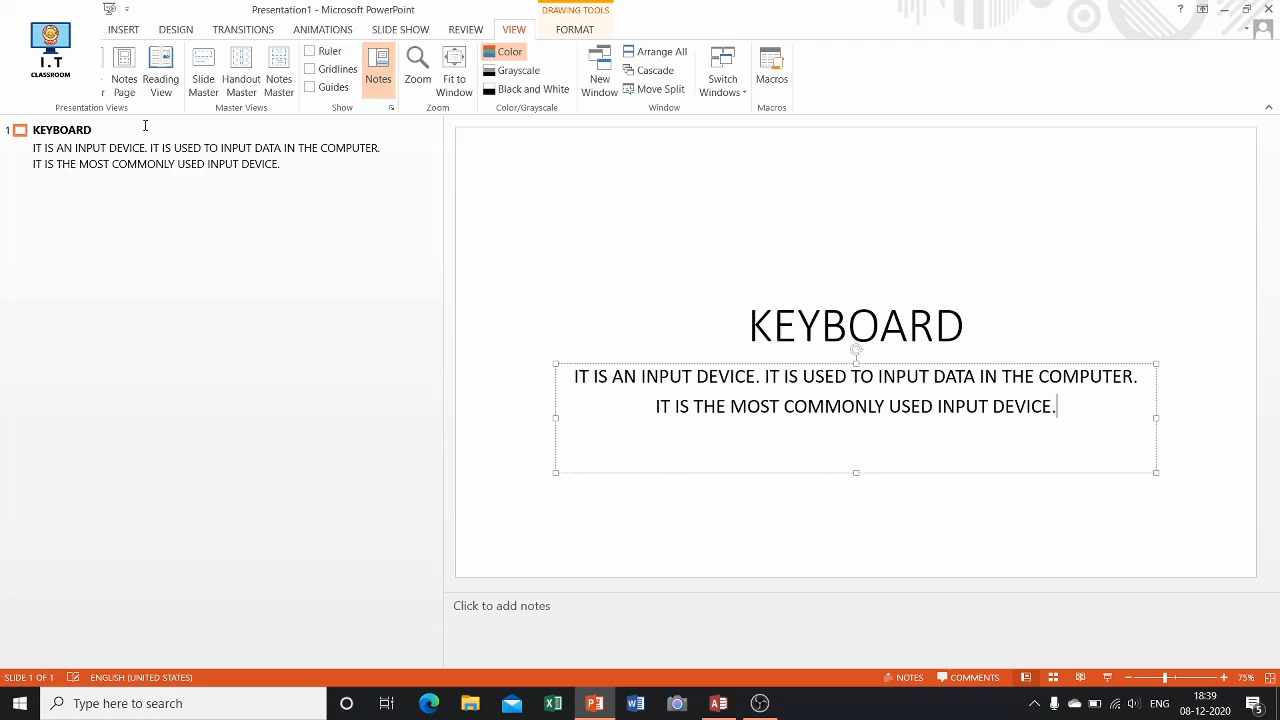 Presentation1 - Microsoft PowerPoint
DRAWING TOOLS
INSERT DESIGN TRANSITIONS ANIMATIONS SLIDE SHOW REVIEW VIEW FORMAT
I.T
CLASSROOM
Notes Page
Reading View
Slide Master
Handout Master
Notes Master
Ruler
Gridlines
Guides
Notes
Zoom
Fit to Window
Color
Grayscale
Black and White
New Window
Arrange All
Cascade
Move Split
Switch Windows
Macros
Presentation Views Master Views Show Zoom Color/Grayscale Window Macros
1 KEYBOARD
IT IS AN INPUT DEVICE. IT IS USED TO INPUT DATA IN THE COMPUTER.
IT IS THE MOST COMMONLY USED INPUT DEVICE.
KEYBOARD
IT IS AN INPUT DEVICE. IT IS USED TO INPUT DATA IN THE COMPUTER.
IT IS THE MOST COMMONLY USED INPUT DEVICE.
Click to add notes
SLIDE 1 OF 1 ENGLISH (UNITED STATES) NOTES COMMENTS 75%
Type here to search
ENG
18:39
08-12-2020
5